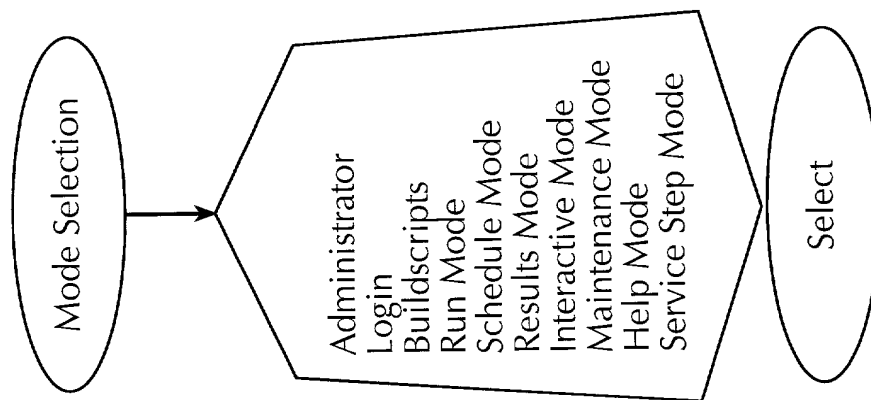 Mode Selection
Administrator
Login
Buildscripts
Run Mode
Schedule Mode
Results Mode
Interactive Mode
Maintenance Mode
Help Mode
Service Step Mode
Select